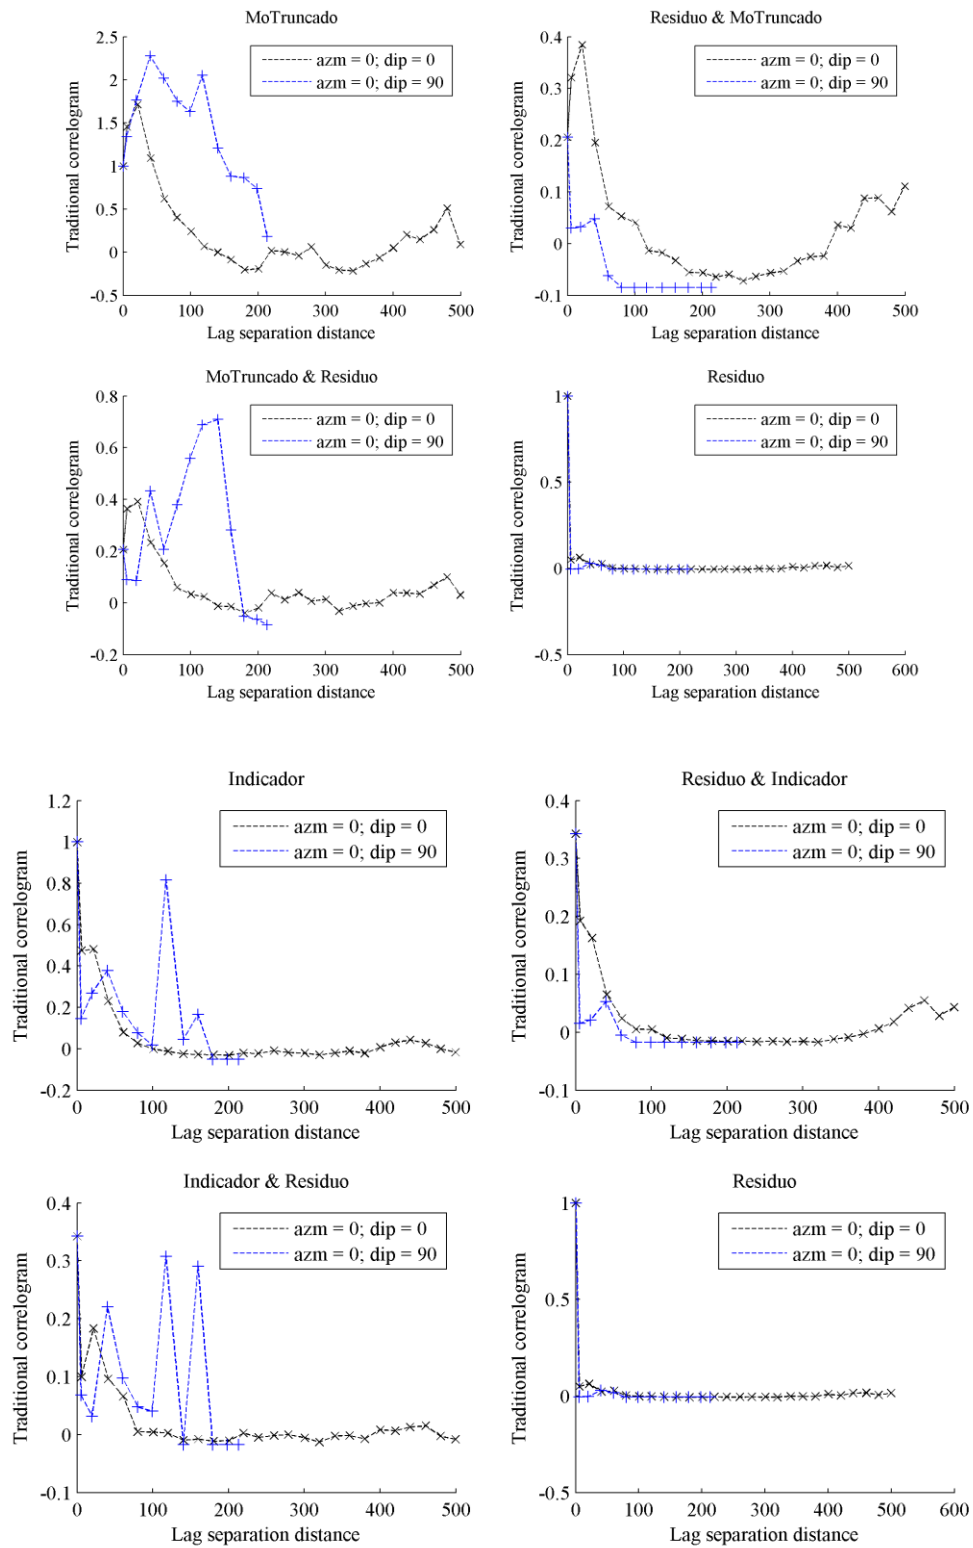 MoTruncado
2.5
2
1.5
1
0.5
0
-0.5
Traditional correlogram
azm = 0; dip = 0
azm = 0; dip = 90
0 100 200 300 400 500
Lag separation distance
Residuo & MoTruncado
0.4
0.3
0.2
0.1
0
-0.1
Traditional correlogram
azm = 0; dip = 0
azm = 0; dip = 90
0 100 200 300 400 500
Lag separation distance
MoTruncado & Residuo
0.8
0.6
0.4
0.2
0
-0.2
Traditional correlogram
azm = 0; dip = 0
azm = 0; dip = 90
0 100 200 300 400 500
Lag separation distance
Residuo
1
0.5
0
-0.5
Traditional correlogram
azm = 0; dip = 0
azm = 0; dip = 90
0 100 200 300 400 500 600
Lag separation distance
Indicador
1.2
1
0.8
0.6
0.4
0.2
0
-0.2
Traditional correlogram
azm = 0; dip = 0
azm = 0; dip = 90
0 100 200 300 400 500
Lag separation distance
Residuo & Indicador
0.4
0.3
0.2
0.1
0
-0.1
Traditional correlogram
azm = 0; dip = 0
azm = 0; dip = 90
0 100 200 300 400 500
Lag separation distance
Indicador & Residuo
0.4
0.3
0.2
0.1
0
-0.1
Traditional correlogram
azm = 0; dip = 0
azm = 0; dip = 90
0 100 200 300 400 500
Lag separation distance
Residuo
1
0.5
0
-0.5
Traditional correlogram
azm = 0; dip = 0
azm = 0; dip = 90
0 100 200 300 400 500 600
Lag separation distance